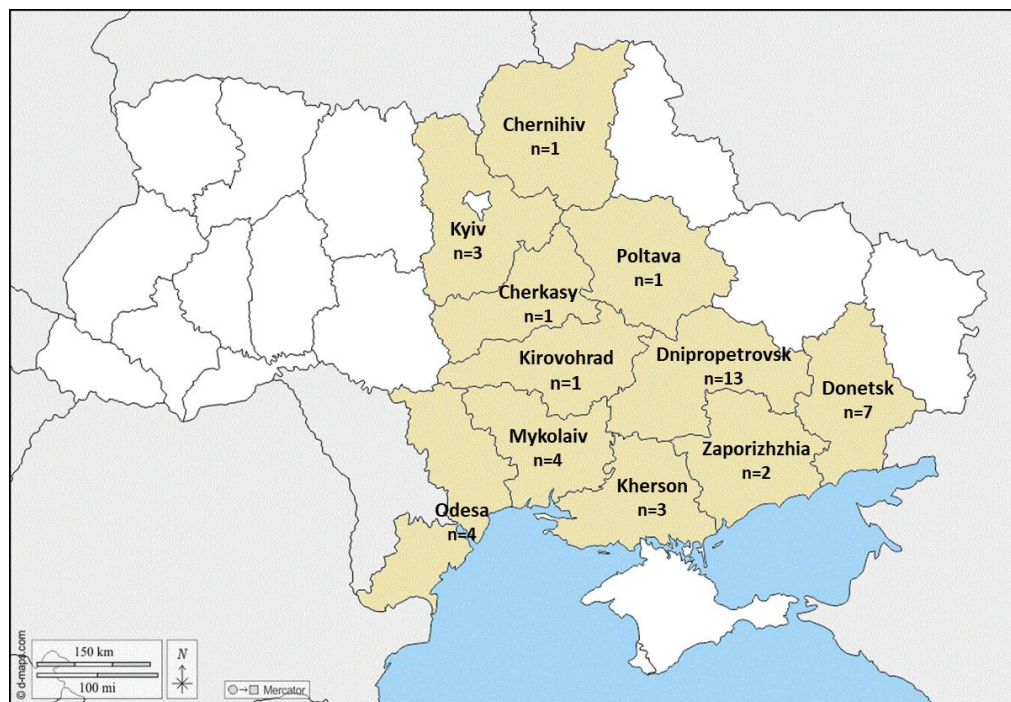 Chernihiv
n=1
Kyiv
n=3
Poltava
n=1
Cherkasy
n=1
Kirovohrad
n=1
Dnipropetrovsk
n=13
Donetsk
n=7
Mykolaiv
n=4
Zaporizhzhia
n=2
Kherson
n=3
Odesa
n=4
© d-maps.com
150 km
100 mi
N
Mercator